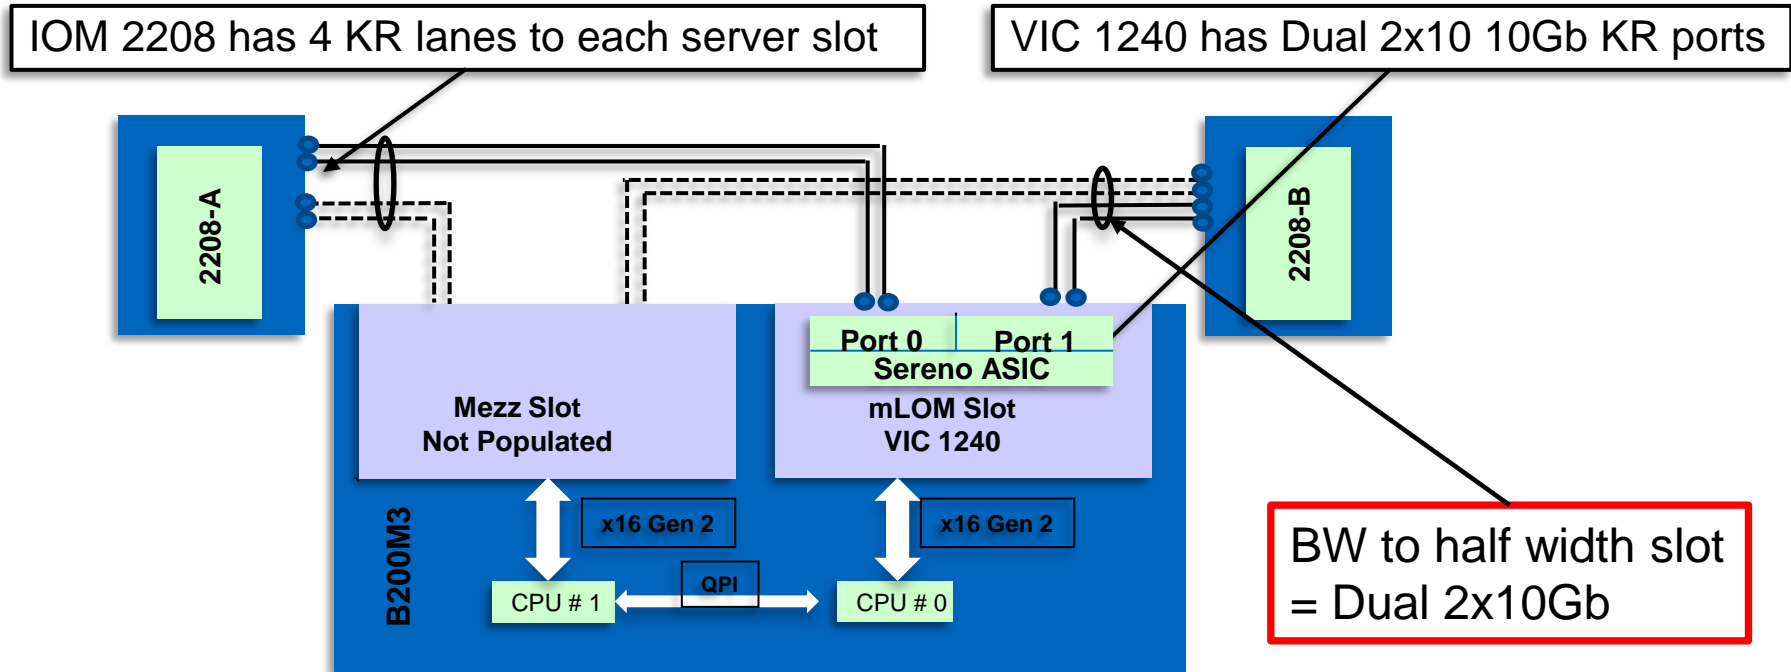 IOM 2208 has 4 KR lanes to each server slot
VIC 1240 has Dual 2x10 10Gb KR ports
2208-A
2208-B
Port 0
Port 1
Sereno ASIC
Mezz Slot
Not Populated
mLOM Slot
VIC 1240
B200M3
x16 Gen 2
x16 Gen 2
QPI
CPU # 1
CPU # 0
BW to half width slot
= Dual 2x10Gb